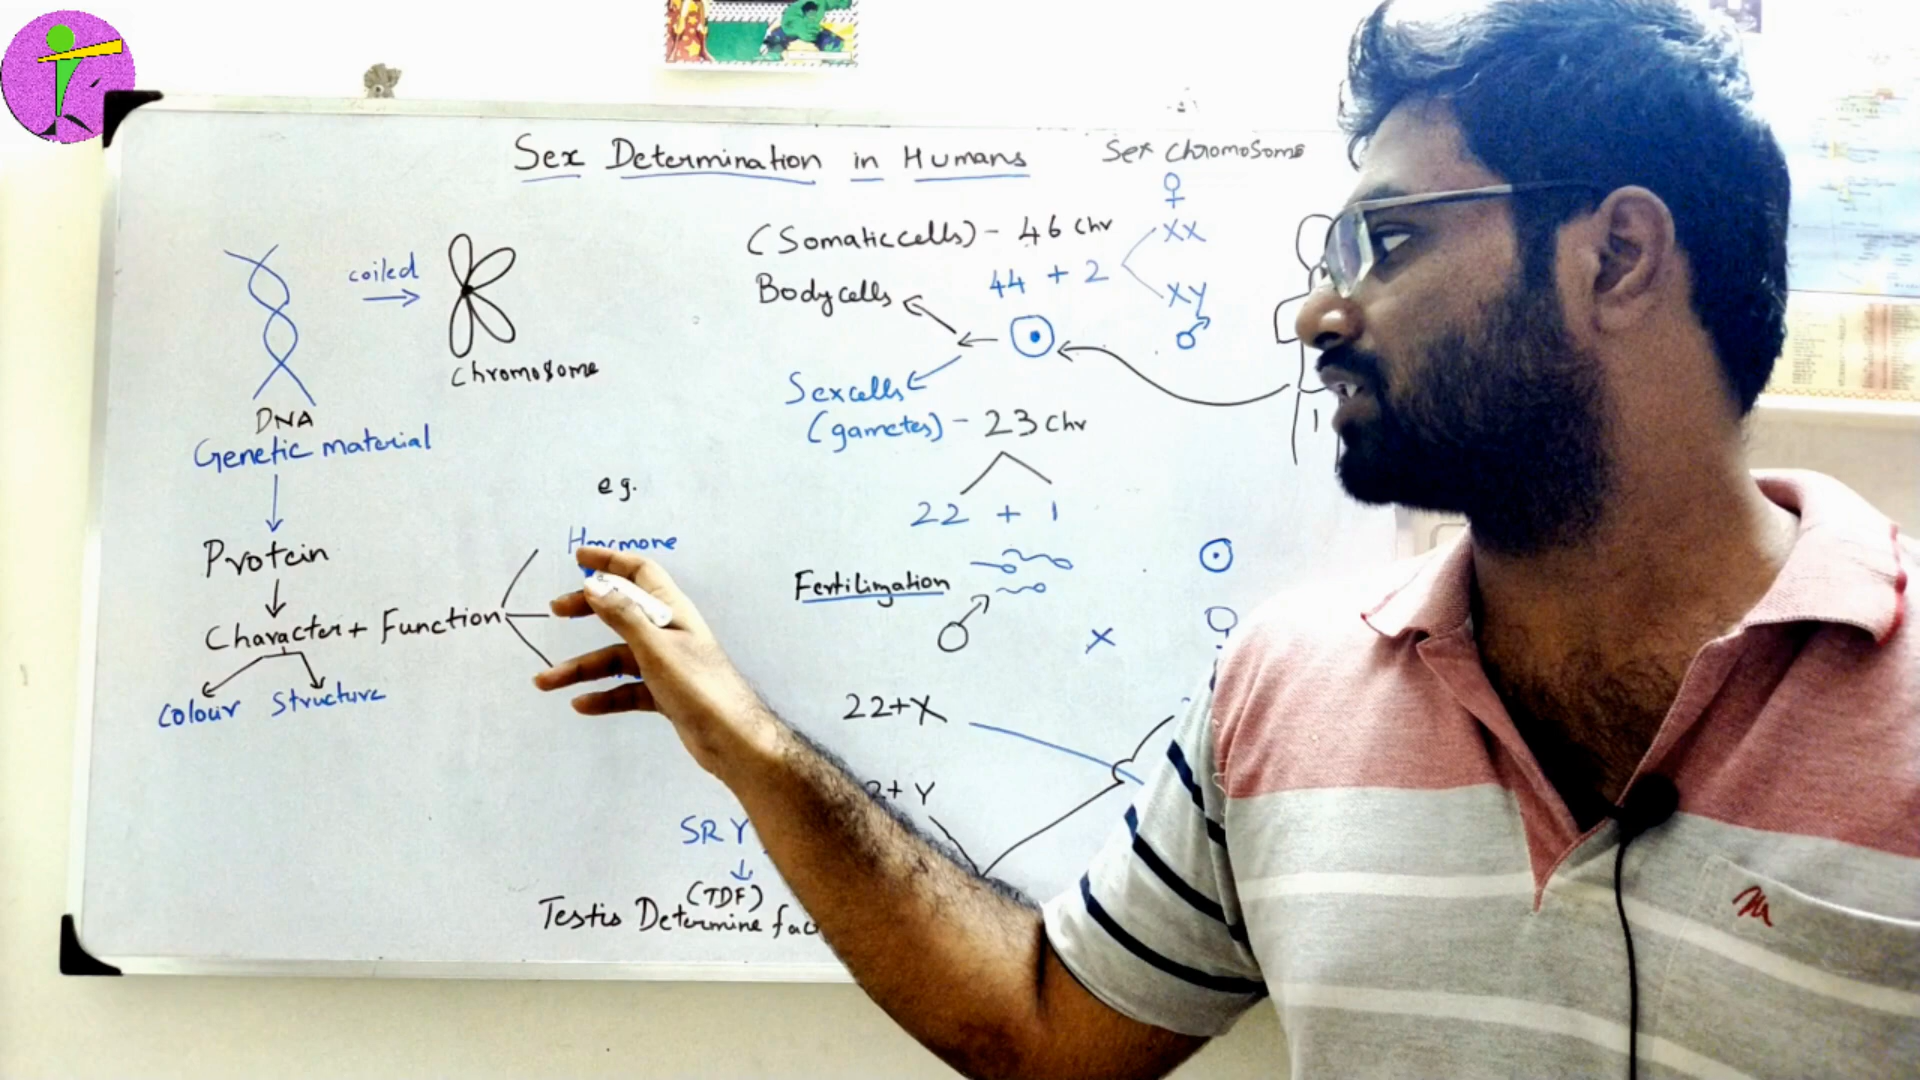 Sex Determination in Humans
Sex Chromosome
♀
(Somatic cells) - 46 Chr
XX
coiled
44 + 2
Body cells
XY
♂
Chromosome
Sex cells
DNA
(gametes) - 23 Chr
Genetic material
e.g.
22 + 1
Hormone
Protein
Fertilization
♂ × ♀
Character + Function
Colour Structure
22+X
2+ Y
SRY
(TDF)
Testis Determine fac